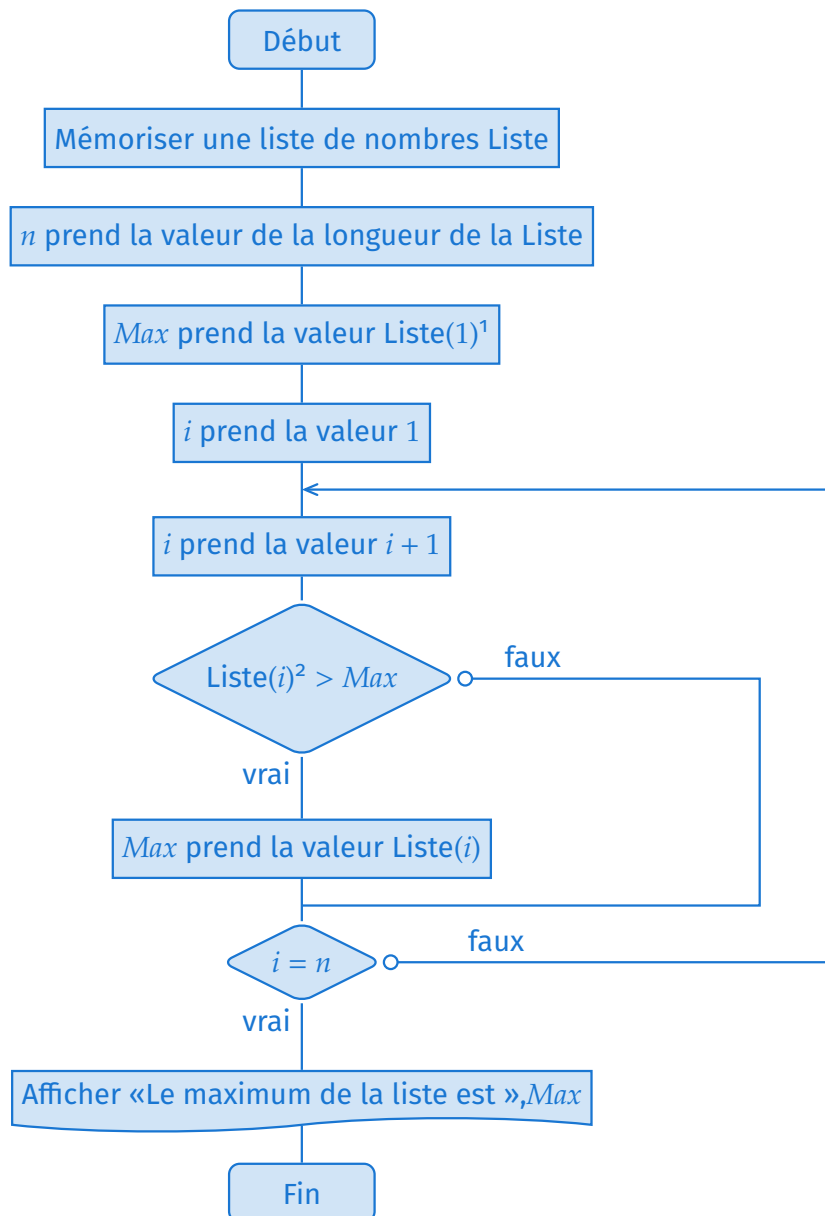 Début
Mémoriser une liste de nombres Liste
n prend la valeur de la longueur de la Liste
Max prend la valeur Liste(1)¹
i prend la valeur 1
i prend la valeur i + 1
Liste(i)² > Max
faux
vrai
Max prend la valeur Liste(i)
i = n
faux
vrai
Afficher «Le maximum de la liste est »,Max
Fin